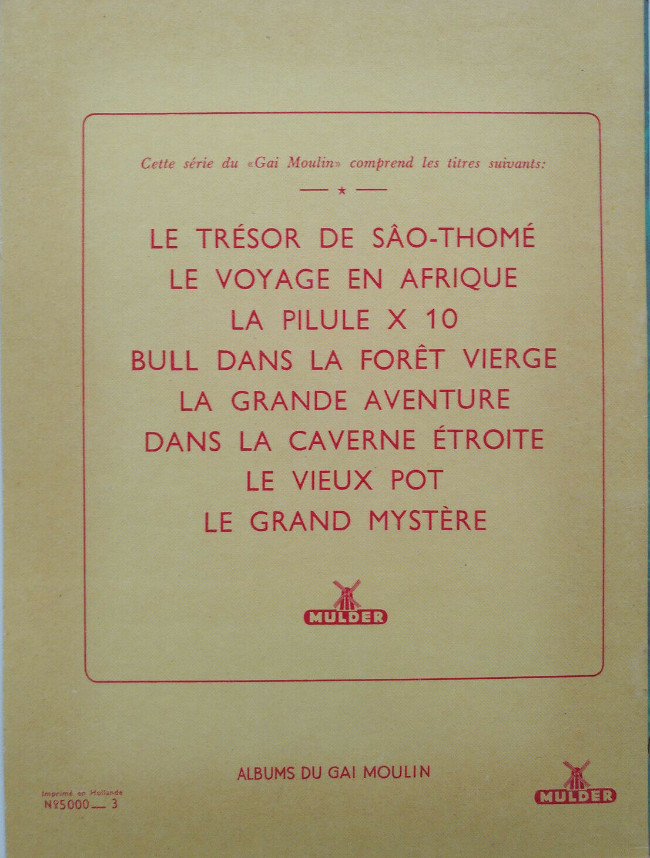 Cette série du «Gai Moulin» comprend les titres suivants:
LE TRÉSOR DE SÂO-THOMÉ
LE VOYAGE EN AFRIQUE
LA PILULE X 10
BULL DANS LA FORÊT VIERGE
LA GRANDE AVENTURE
DANS LA CAVERNE ÉTROITE
LE VIEUX POT
LE GRAND MYSTÈRE
MULDER
ALBUMS DU GAI MOULIN
Imprimé en Hollande
Nº5000__ 3
MULDER